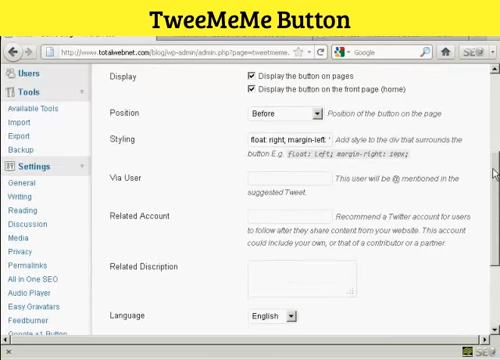 TweeMeMe Button
http://www.totalwebnet.com/blog/wp-admin/admin.php?page=tweetmeme.
Google
SEO
Users
Tools
Available Tools
Import
Export
Backup
Settings
General
Writing
Reading
Discussion
Media
Privacy
Permalinks
All in One SEO
Audio Player
Easy Gravatars
Feedburner
Google +1 Button
Display
Display the button on pages
Display the button on the front page (home)
Position
Before
Position of the button on the page
Styling
float: right; margin-left:
Add style to the div that surrounds the
button E.g. float: left; margin-right: 10px;
Via User
This user will be @ mentioned in the
suggested Tweet.
Related Account
Recommend a Twitter account for users
to follow after they share content from your website. This account
could include your own, or that of a contributor or a partner.
Related Discription
Language
English
SEO